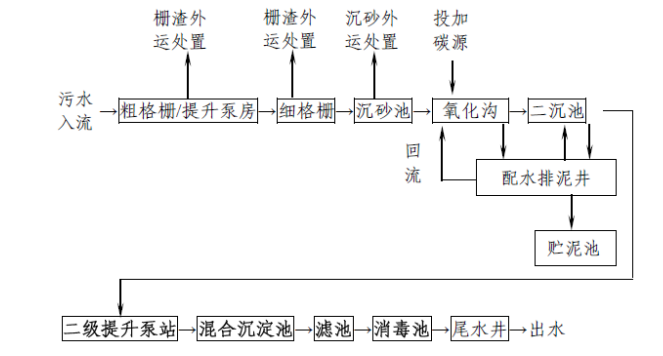 栅渣外
运处置
栅渣外
运处置
沉砂外
运处置
投加
碳源
污水
入流
粗格栅/提升泵房
细格栅
沉砂池
氧化沟
二沉池
回
流
配水排泥井
贮泥池
二级提升泵站
混合沉淀池
滤池
消毒池
尾水井
出水